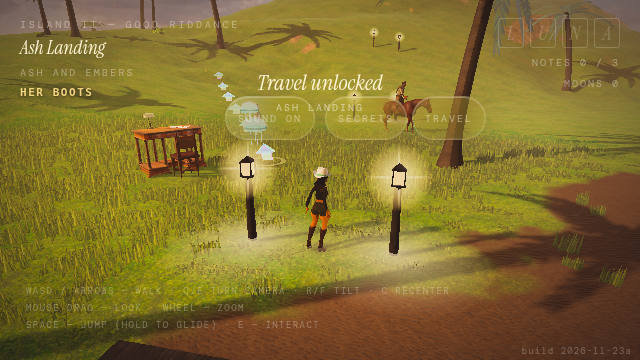 ISLAND II — GOOD RIDDANCE
Ash Landing
ASH AND EMBERS
HER BOOTS
LUNA
NOTES 0 / 3
MOONS 0
Travel unlocked
ASH LANDING
SOUND ON
SECRETS
TRAVEL
WASD / ARROWS — WALK · Q/E TURN CAMERA · R/F TILT · C RECENTER
MOUSE DRAG — LOOK · WHEEL — ZOOM
SPACE — JUMP (HOLD TO GLIDE) · E — INTERACT
build 2026-11-23a